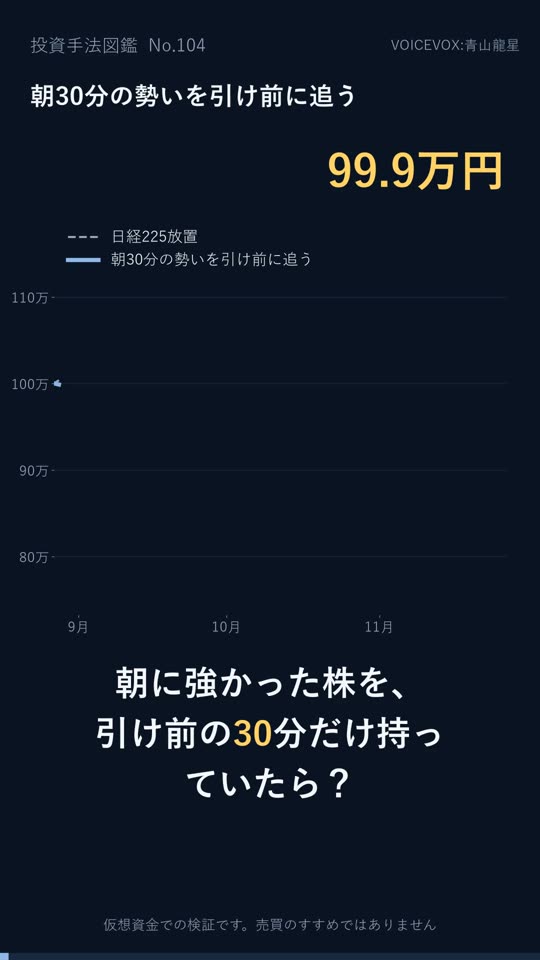 投資手法図鑑 No.104
VOICEVOX:青山龍星
朝30分の勢いを引け前に追う
99.9万円
日経225放置
朝30分の勢いを引け前に追う
110万
100万
90万
80万
9月
10月
11月
朝に強かった株を、
引け前の30分だけ持っ
ていたら？
仮想資金での検証です。売買のすすめではありません